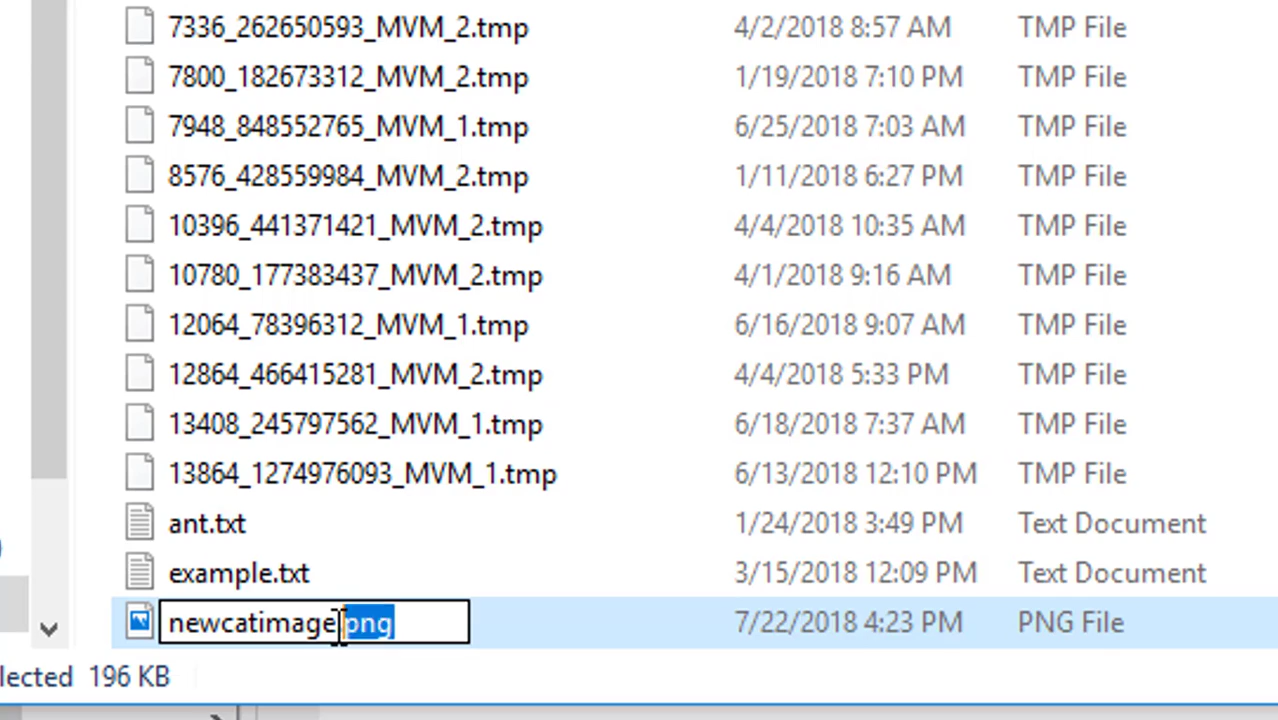 7336_262650593_MVM_2.tmp 4/2/2018 8:57 AM TMP File
7800_182673312_MVM_2.tmp 1/19/2018 7:10 PM TMP File
7948_848552765_MVM_1.tmp 6/25/2018 7:03 AM TMP File
8576_428559984_MVM_2.tmp 1/11/2018 6:27 PM TMP File
10396_441371421_MVM_2.tmp 4/4/2018 10:35 AM TMP File
10780_177383437_MVM_2.tmp 4/1/2018 9:16 AM TMP File
12064_78396312_MVM_1.tmp 6/16/2018 9:07 AM TMP File
12864_466415281_MVM_2.tmp 4/4/2018 5:33 PM TMP File
13408_245797562_MVM_1.tmp 6/18/2018 7:37 AM TMP File
13864_1274976093_MVM_1.tmp 6/13/2018 12:10 PM TMP File
ant.txt 1/24/2018 3:49 PM Text Document
example.txt 3/15/2018 12:09 PM Text Document
newcatimage.png 7/22/2018 4:23 PM PNG File
lected 196 KB